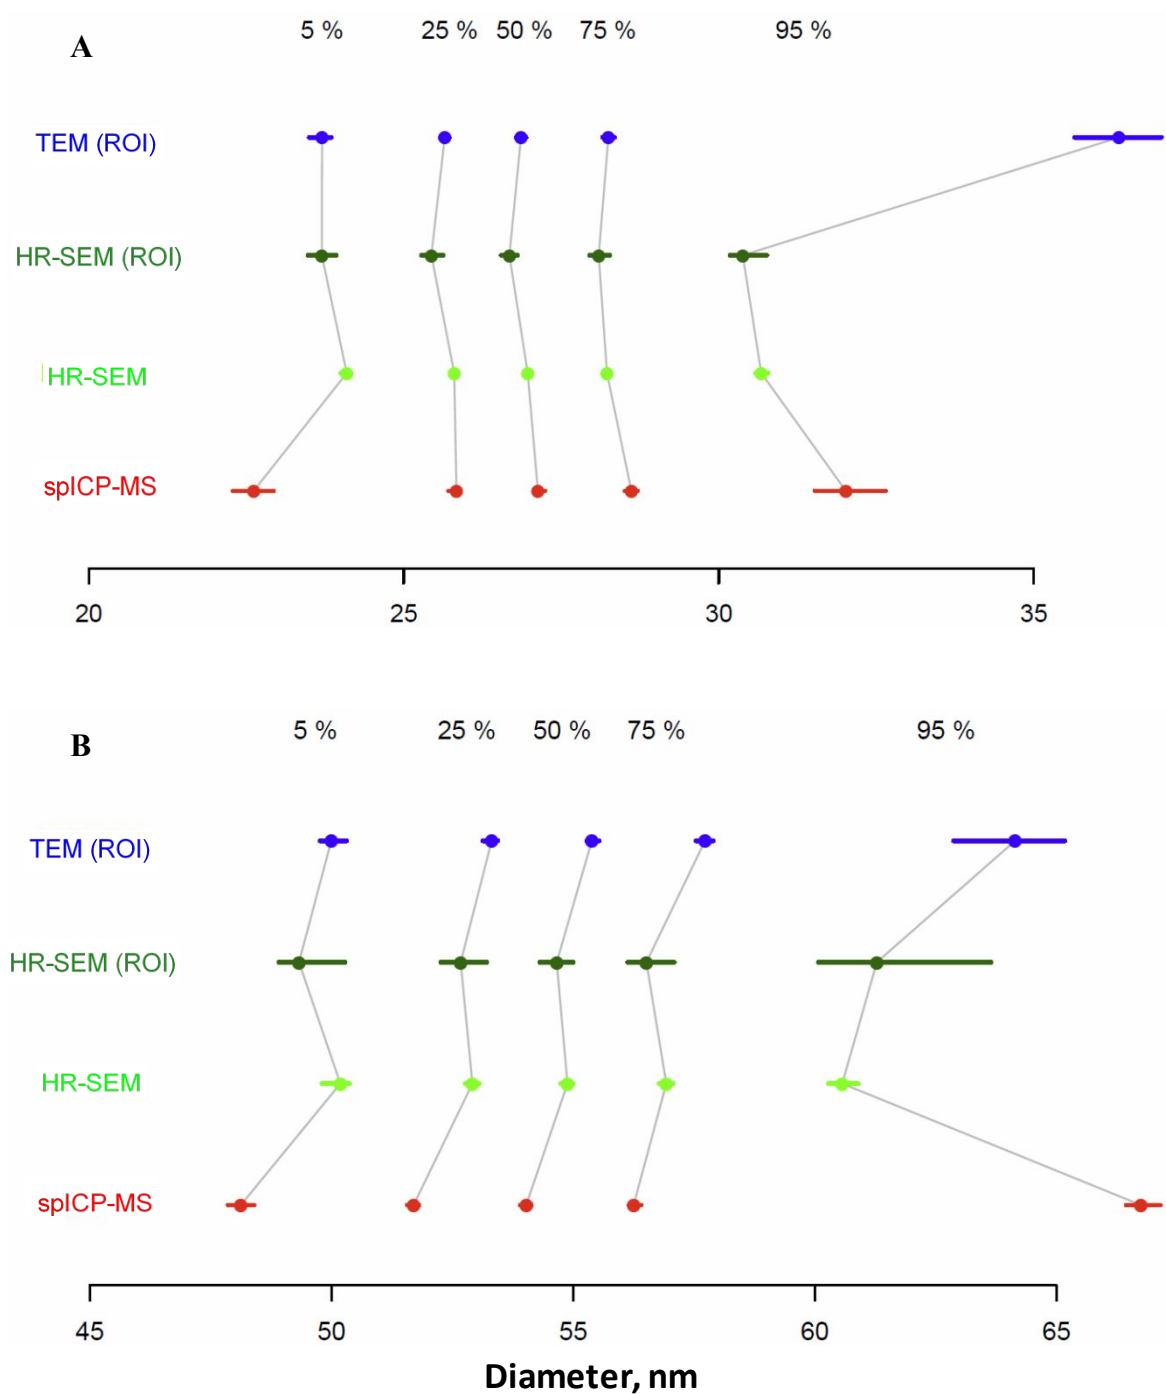 5 % 25 % 50 % 75 % 95 %
A
TEM (ROI)
HR-SEM (ROI)
HR-SEM
spICP-MS
20 25 30 35
5 % 25 % 50 % 75 % 95 %
B
TEM (ROI)
HR-SEM (ROI)
HR-SEM
spICP-MS
45 50 55 60 65
Diameter, nm